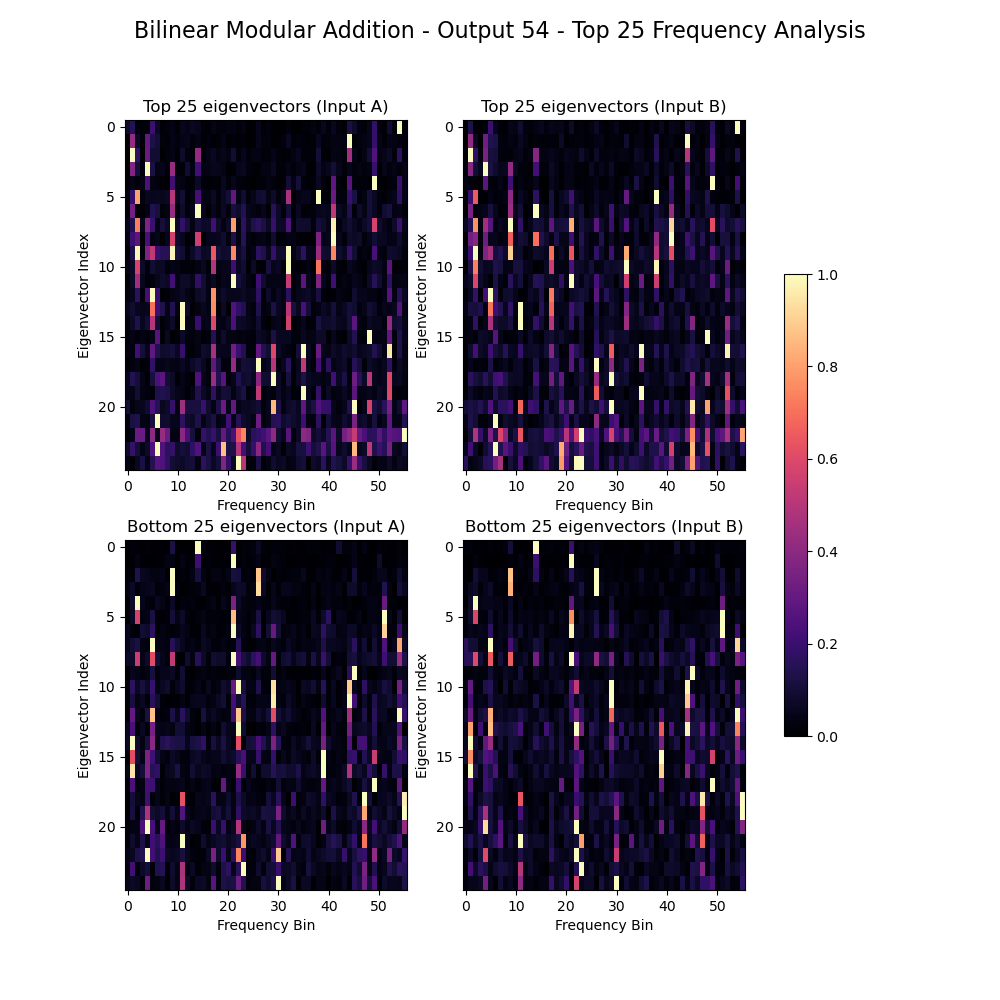 Bilinear Modular Addition - Output 54 - Top 25 Frequency Analysis
Top 25 eigenvectors (Input A)
Top 25 eigenvectors (Input B)
Eigenvector Index
0
5
10
15
20
0 10 20 30 40 50
Frequency Bin
Eigenvector Index
0
5
10
15
20
0 10 20 30 40 50
Frequency Bin
Bottom 25 eigenvectors (Input A)
Bottom 25 eigenvectors (Input B)
Eigenvector Index
0
5
10
15
20
0 10 20 30 40 50
Frequency Bin
Eigenvector Index
0
5
10
15
20
0 10 20 30 40 50
Frequency Bin
1.0
0.8
0.6
0.4
0.2
0.0